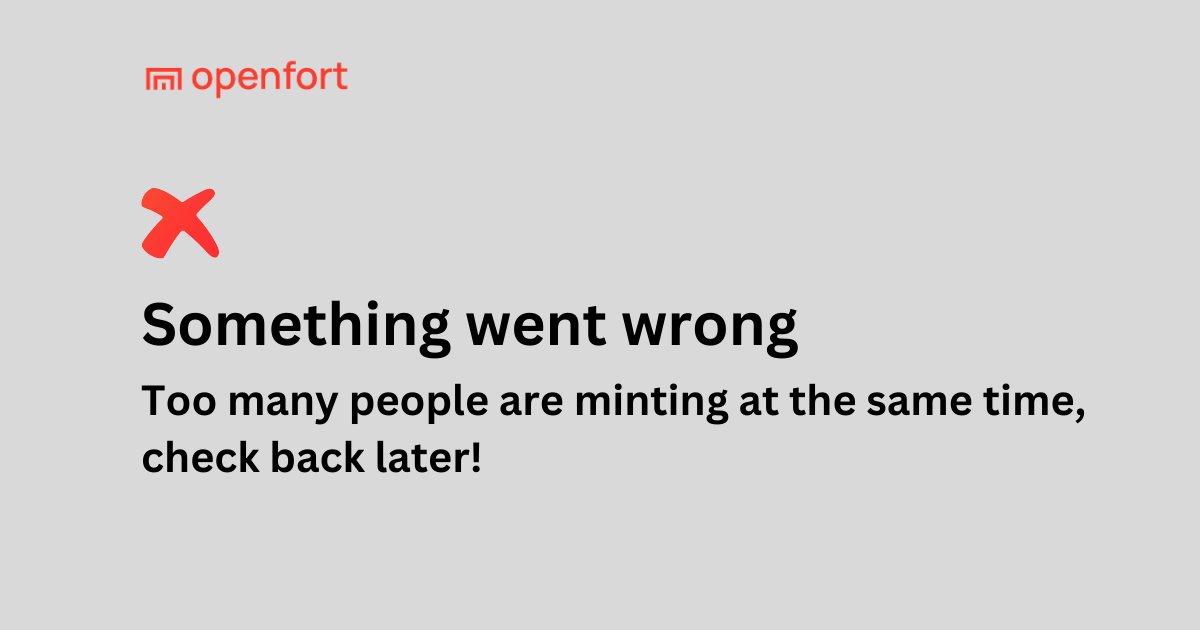 openfort
Something went wrong
Too many people are minting at the same time,
check back later!